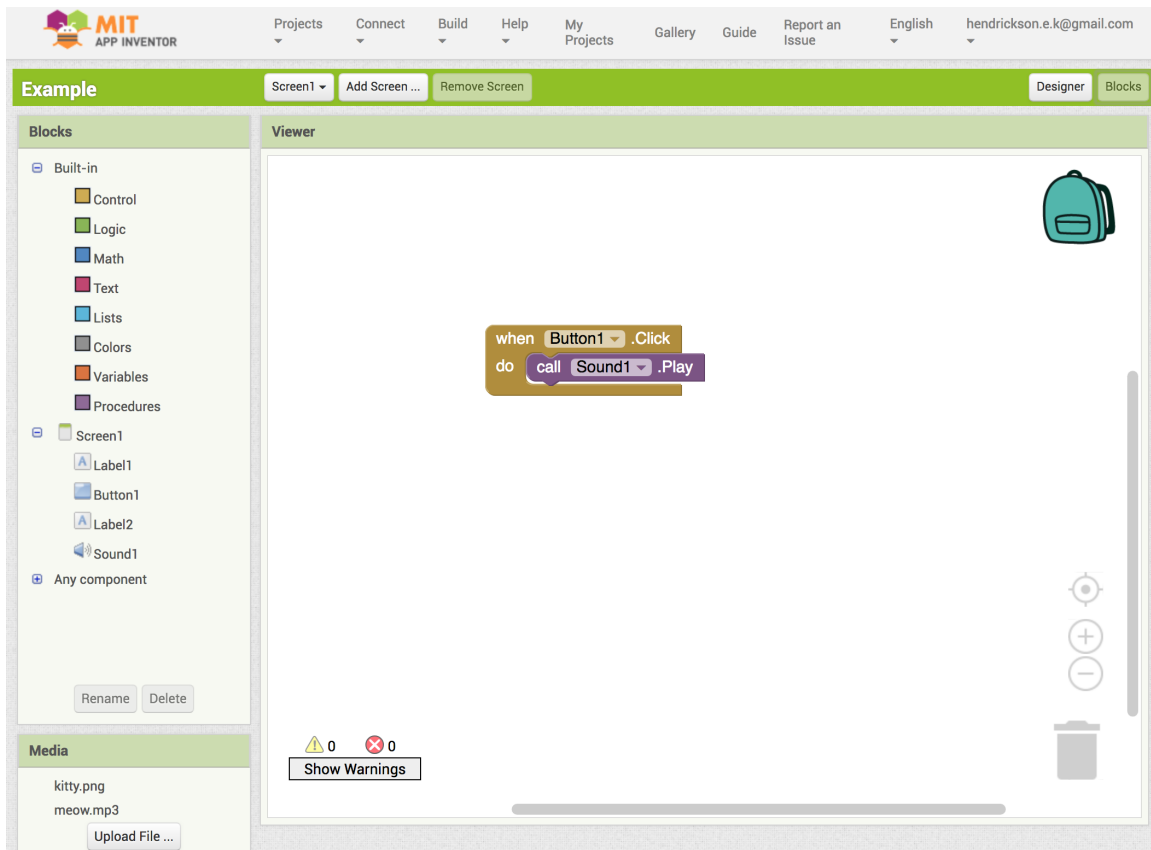 MIT
APP INVENTOR
Projects
Connect
Build
Help
My
Projects
Gallery
Guide
Report an
Issue
English
hendrickson.e.k@gmail.com
Example
Screen1
Add Screen ...
Remove Screen
Designer
Blocks
Blocks
Built-in
Control
Logic
Math
Text
Lists
Colors
Variables
Procedures
Screen1
A Label1
Button1
A Label2
Sound1
Any component
Rename
Delete
Media
kitty.png
meow.mp3
Upload File ...
Viewer
when Button1 .Click
do call Sound1 .Play
0 0
Show Warnings